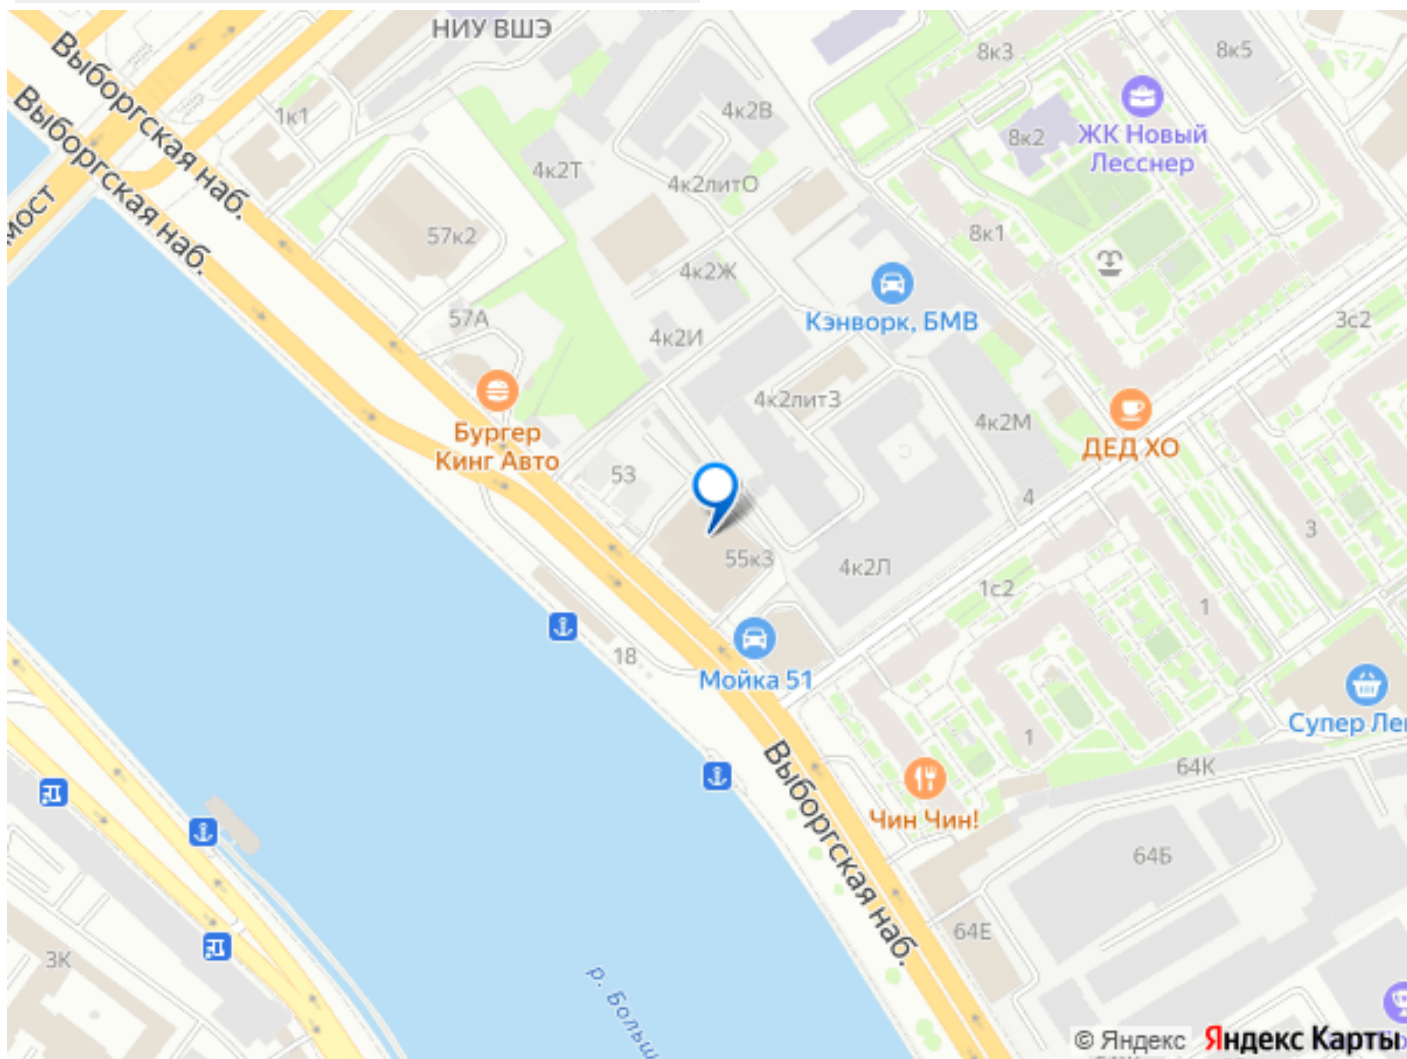 НИУ ВШЭ
8к3
8к5
Выборгская наб.
Выборгская наб.
1к1
4к2В
8к2
ЖК Новый
Лесснер
4к2Т
4к2литО
мост
57к2
8к1
4к2Ж
Кэнворк, БМВ
57А
4к2И
3с2
4к2литЗ
4к2М
Бургер
Кинг Авто
ДЕД ХО
53
4
3
55к3
4к2Л
1с2
1
18
Мойка 51
Супер Ле
1
64К
Выборгская наб.
Чин Чин!
64Б
64Е
3К
р. Больш
© Яндекс
Яндекс Карты